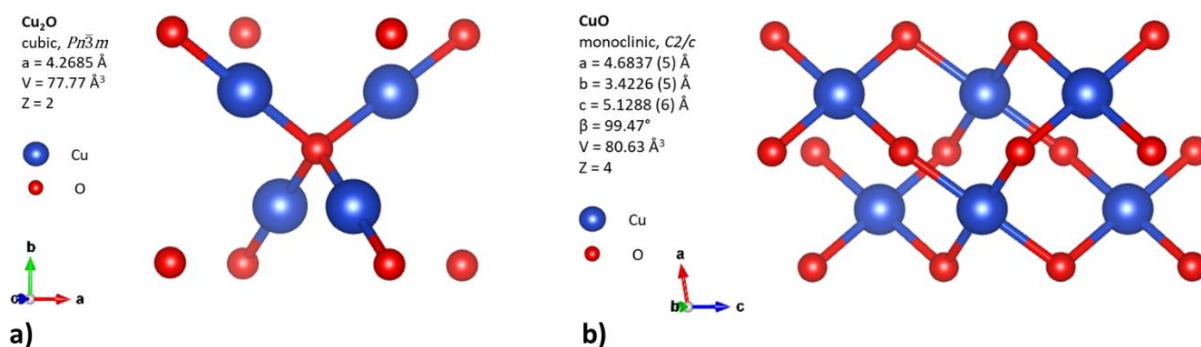 Cu₂O
cubic, Pn3̅m
a = 4.2685 Å
V = 77.77 Å³
Z = 2
Cu
O
b
c
a
a)
CuO
monoclinic, C2/c
a = 4.6837 (5) Å
b = 3.4226 (5) Å
c = 5.1288 (6) Å
β = 99.47°
V = 80.63 Å³
Z = 4
Cu
O
a
b
c
b)